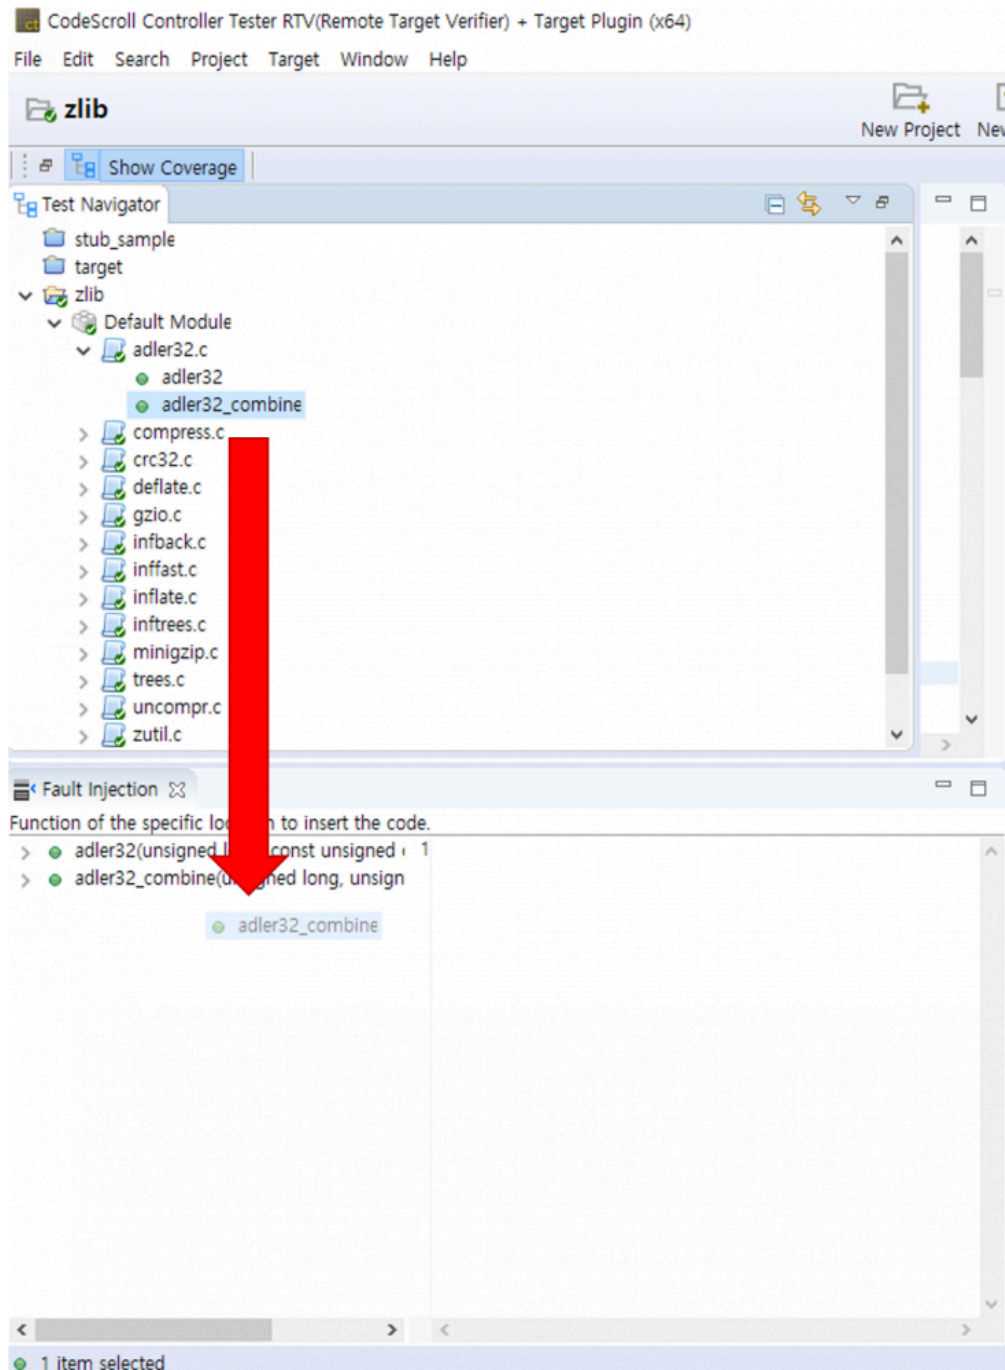 CodeScroll Controller Tester RTV(Remote Target Verifier) + Target Plugin (x64)
File Edit Search Project Target Window Help
zlib
New Project
Show Coverage
Test Navigator
stub_sample
target
zlib
Default Module
adler32.c
adler32
adler32_combine
compress.c
crc32.c
deflate.c
gzio.c
infback.c
inffast.c
inflate.c
inftrees.c
minigzip.c
trees.c
uncompr.c
zutil.c
Fault Injection
Function of the specific to insert the code.
adler32(unsigned const unsigned 1
adler32_combine( long, unsign
adler32_combine
1 item selected